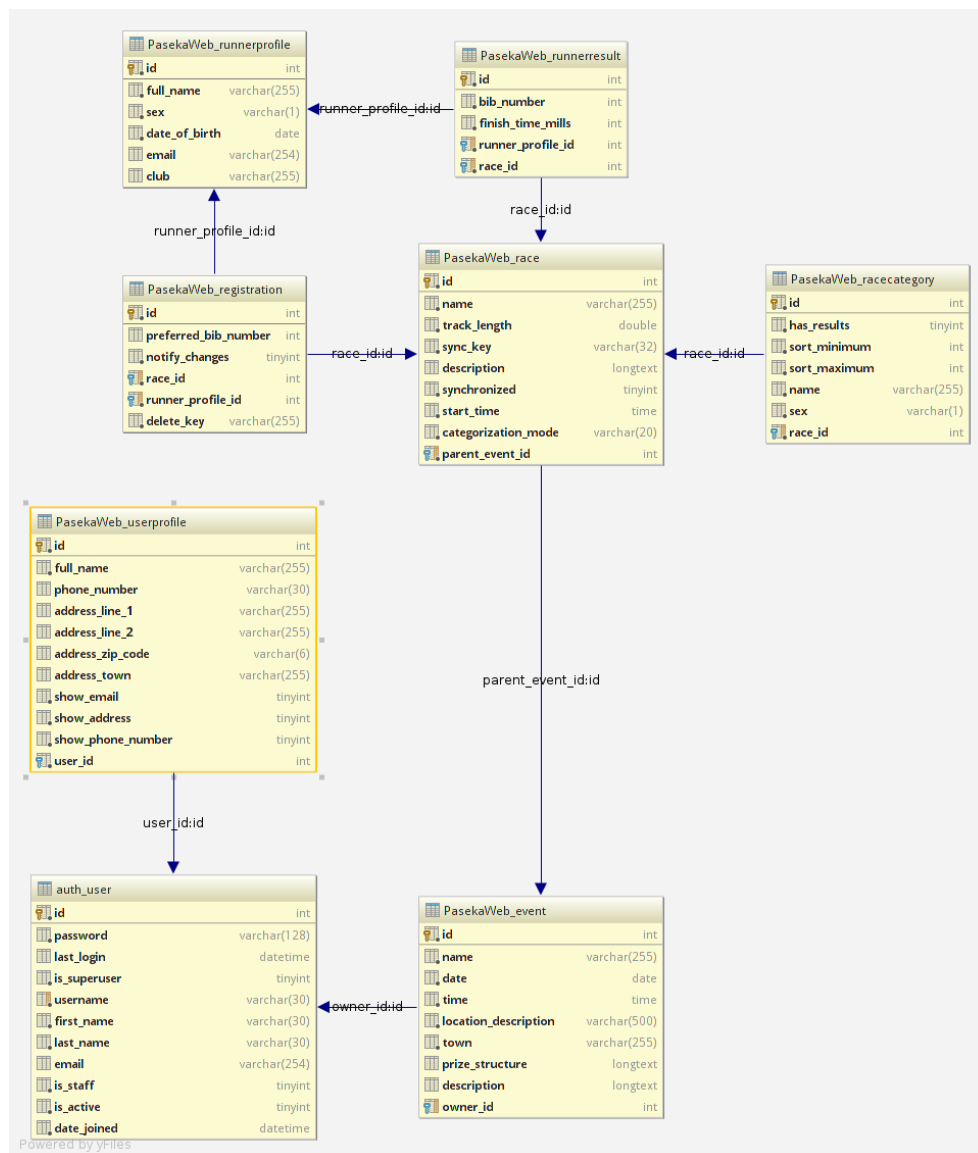 PasekaWeb_runnerprofile
id int
full_name varchar(255)
sex varchar(1)
date_of_birth date
email varchar(254)
club varchar(255)
PasekaWeb_runnerresult
id int
bib_number int
finish_time_mills int
runner_profile_id int
race_id int
runner_profile_id:id
race_id:id
runner_profile_id:id
PasekaWeb_registration
id int
preferred_bib_number int
notify_changes tinyint
race_id int
runner_profile_id int
delete_key varchar(255)
race_id:id
PasekaWeb_race
id int
name varchar(255)
track_length double
sync_key varchar(32)
description longtext
synchronized tinyint
start_time time
categorization_mode varchar(20)
parent_event_id int
race_id:id
PasekaWeb_racecategory
id int
has_results tinyint
sort_minimum int
sort_maximum int
name varchar(255)
sex varchar(1)
race_id int
PasekaWeb_userprofile
id int
full_name varchar(255)
phone_number varchar(30)
address_line_1 varchar(255)
address_line_2 varchar(255)
address_zip_code varchar(6)
address_town varchar(255)
show_email tinyint
show_address tinyint
show_phone_number tinyint
user_id int
parent_event_id:id
user_id:id
auth_user
id int
password varchar(128)
last_login datetime
is_superuser tinyint
username varchar(30)
first_name varchar(30)
last_name varchar(30)
email varchar(254)
is_staff tinyint
is_active tinyint
date_joined datetime
owner_id:id
PasekaWeb_event
id int
name varchar(255)
date date
time time
location_description varchar(500)
town varchar(255)
prize_structure longtext
description longtext
owner_id int
Powered by yFiles